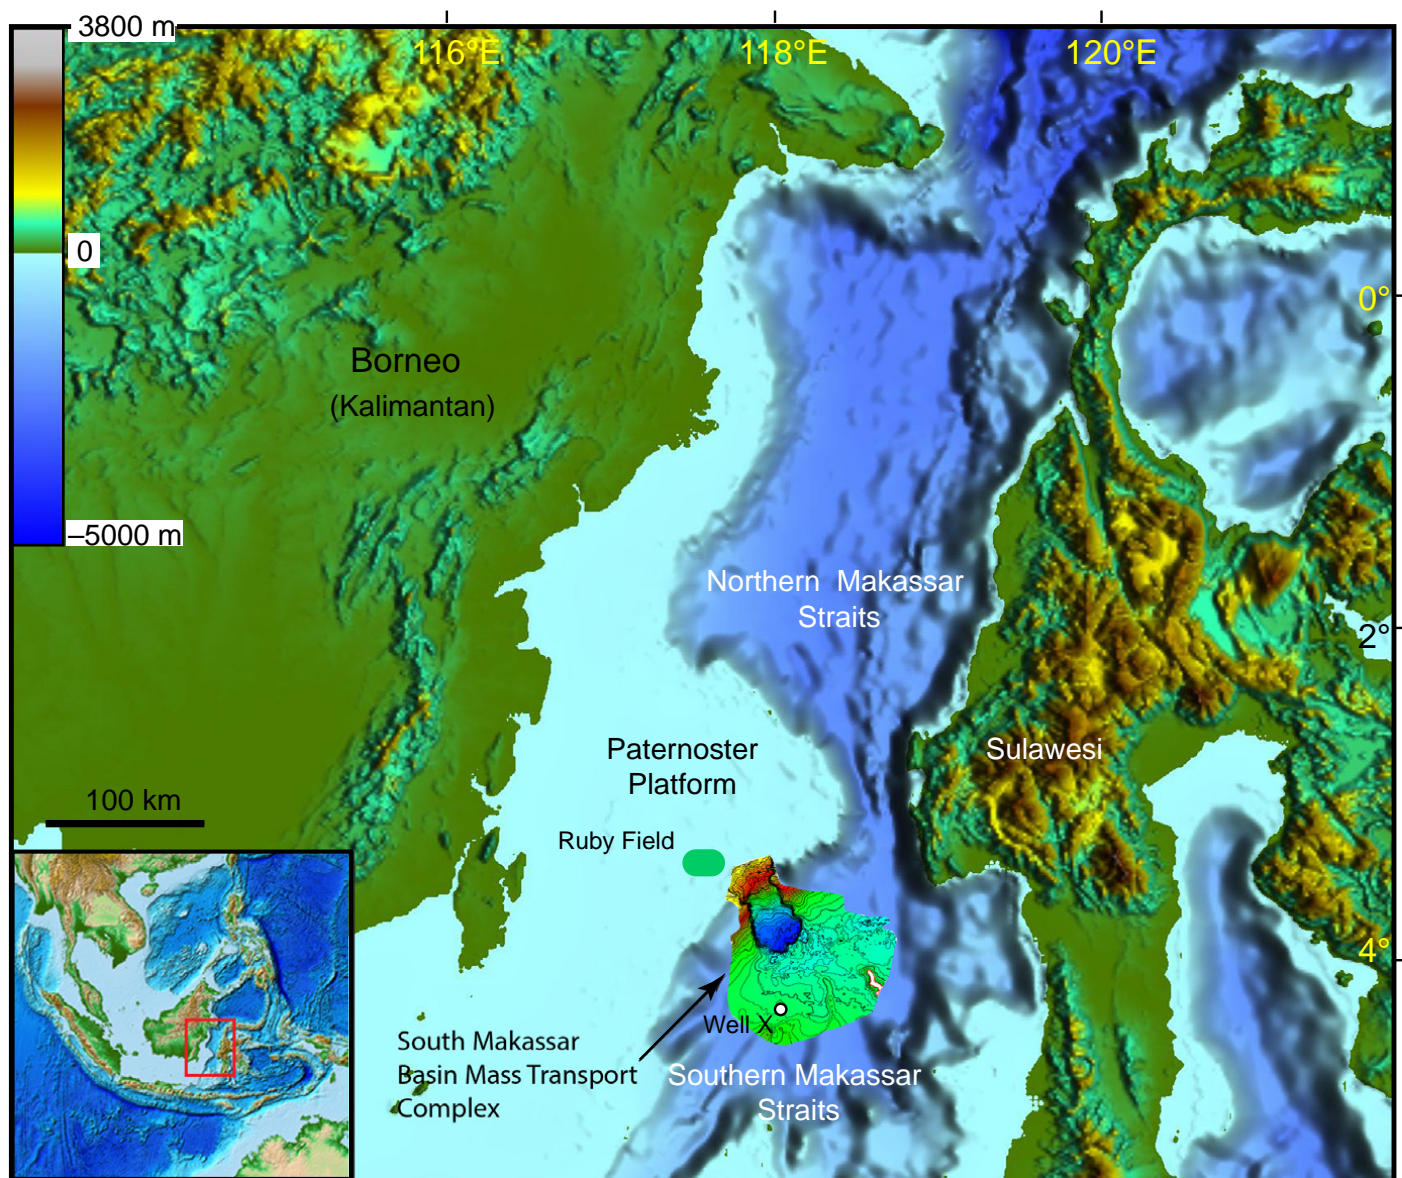 3800 m
116°E
118°E
120°E
0
0°
Borneo
(Kalimantan)
–5000 m
Northern Makassar
Straits
2°
Paternoster
Platform
Sulawesi
100 km
Ruby Field
4°
Well X
South Makassar
Basin Mass Transport
Complex
Southern Makassar
Straits